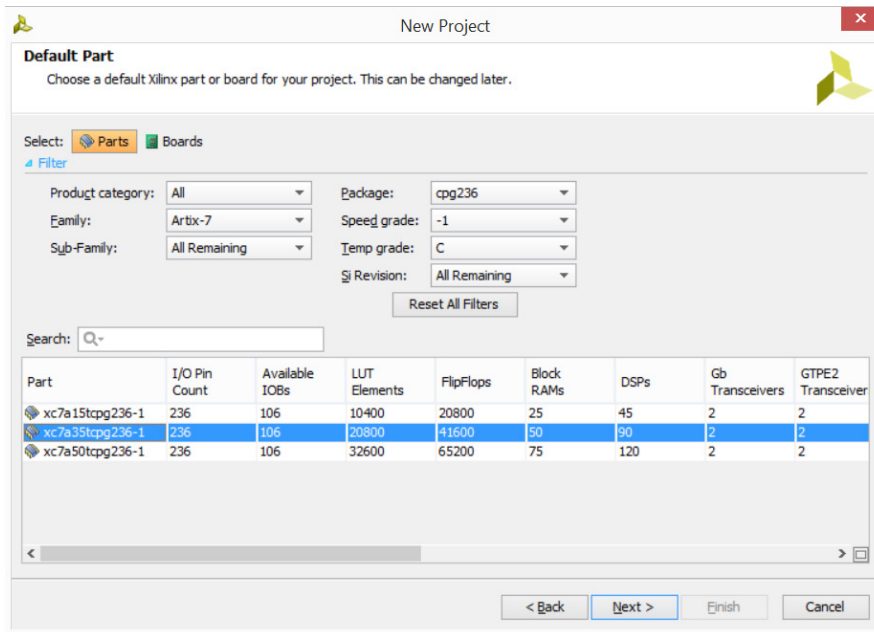 New Project
Default Part
Choose a default Xilinx part or board for your project. This can be changed later.
Select: Parts Boards
Filter
Product category: All Package: cpg236
Family: Artix-7 Speed grade: -1
Sub-Family: All Remaining Temp grade: C
Si Revision: All Remaining
Reset All Filters
Search:
Part I/O Pin Count Available IOBs LUT Elements FlipFlops Block RAMs DSPs Gb Transceivers GTPE2 Transceiver
xc7a15tcpg236-1 236 106 10400 20800 25 45 2 2
xc7a35tcpg236-1 236 106 20800 41600 50 90 2 2
xc7a50tcpg236-1 236 106 32600 65200 75 120 2 2
< Back Next > Finish Cancel